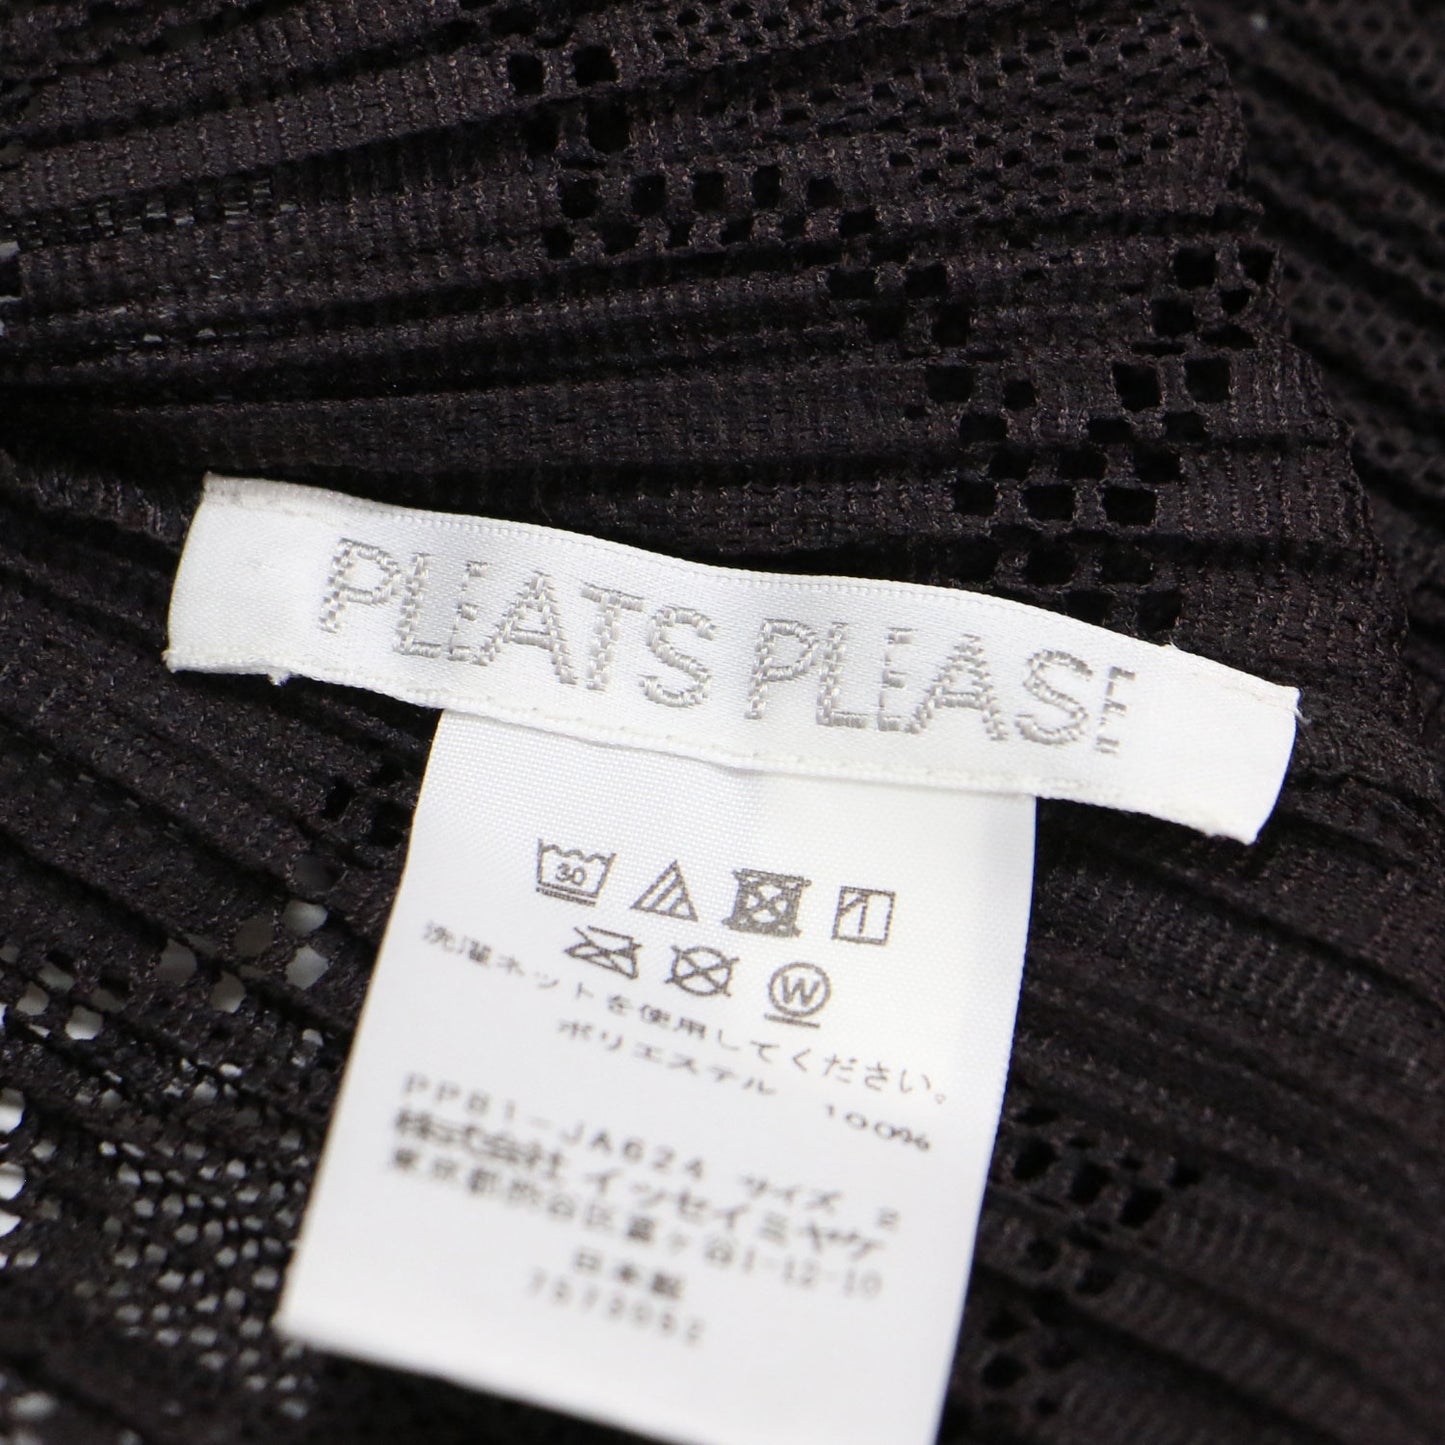 PLEATS PLEASE
30
W
洗濯ネットを使用してください。
ポリエステル 100%
PP81-JA624 サイズ 2
株式会社 イッセイミヤケ
東京都渋谷区富ヶ谷1-12-10
日本製